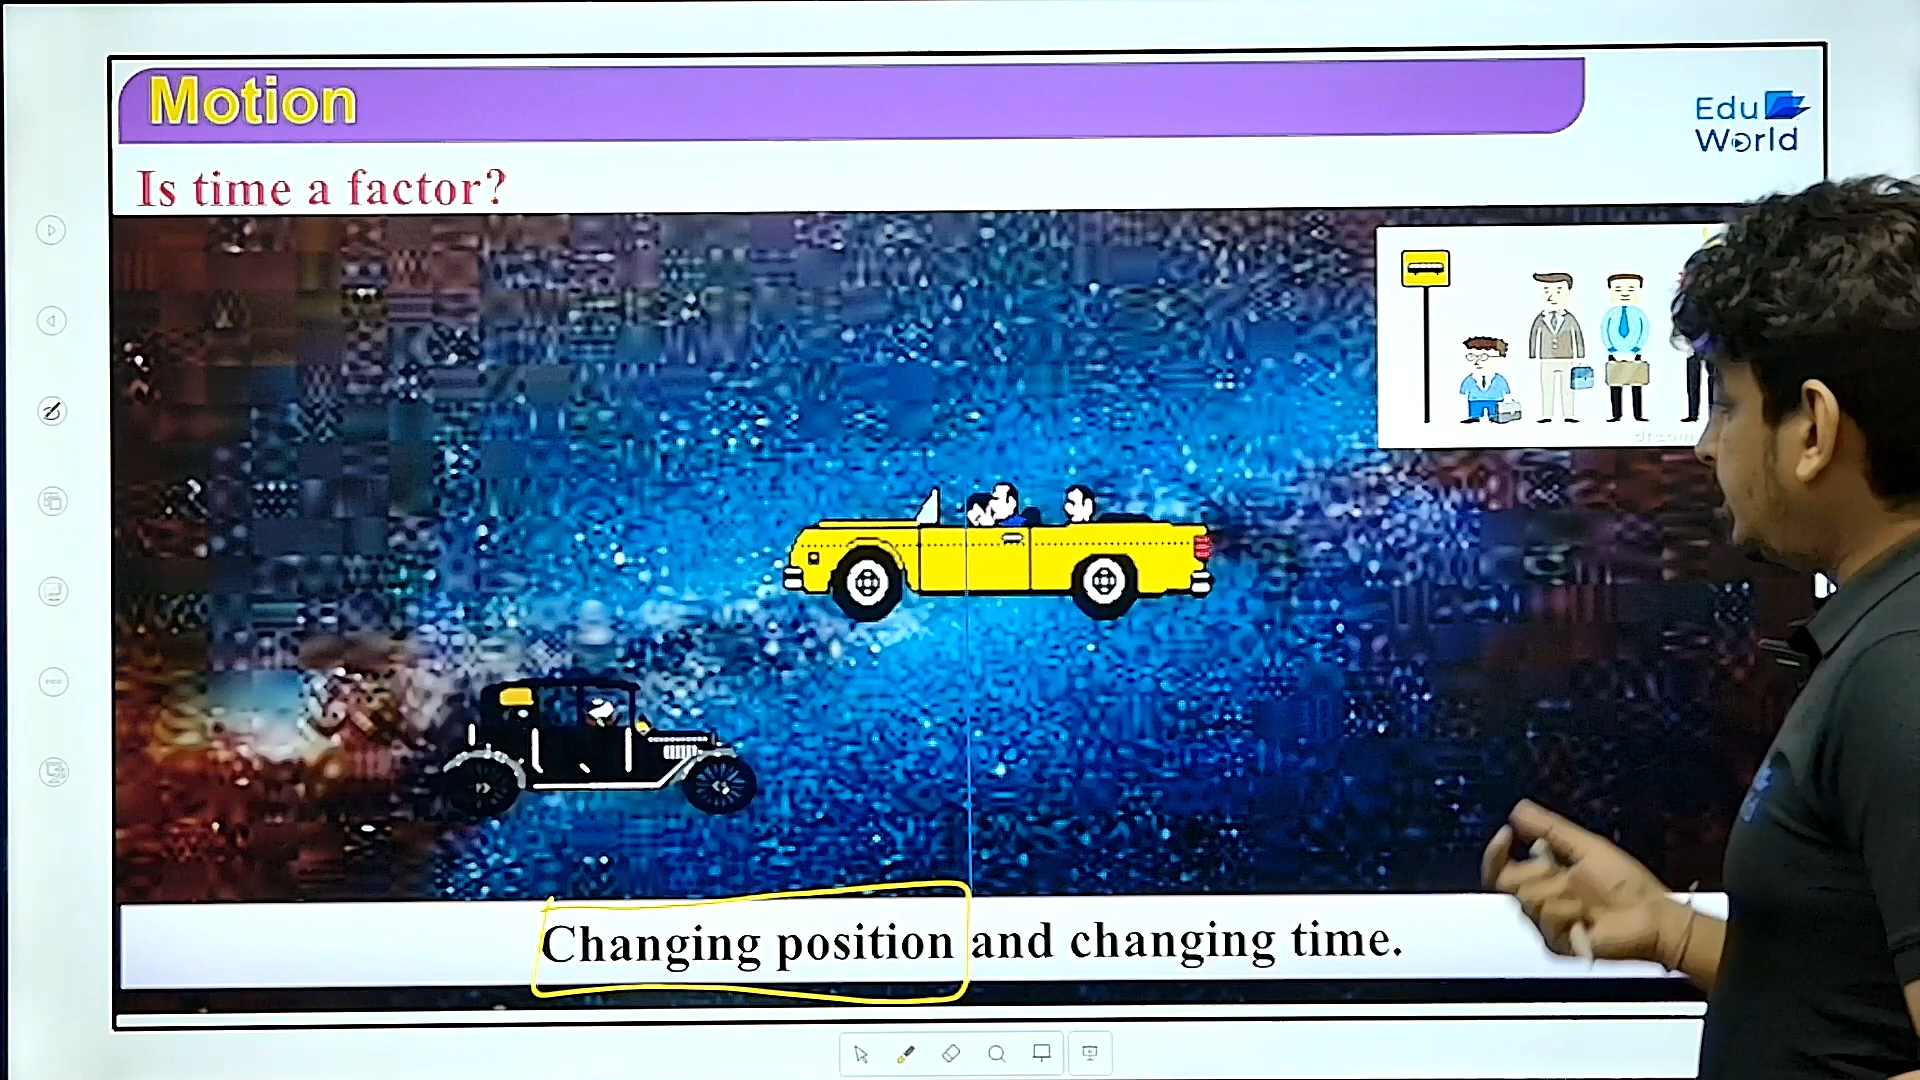 Motion
Edu
World
Is time a factor?
Changing position and changing time.